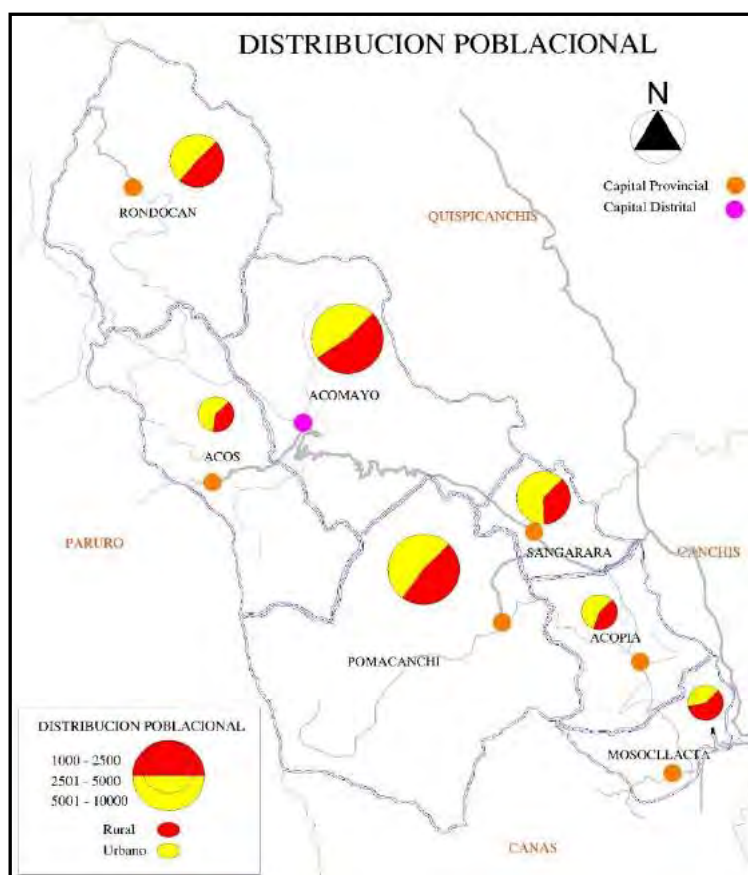 DISTRIBUCION POBLACIONAL
N
Capital Provincial
Capital Distrital
QUISPICANCHIS
RONDOCAN
ACOMAYO
ACOS
PARURO
SANGARARA
CANCHIS
ACOPIA
POMACANCHI
MOSOCLLACTA
CANAS
DISTRIBUCION POBLACIONAL
1000 - 2500
2501 - 5000
5001 - 10000
Rural
Urbano